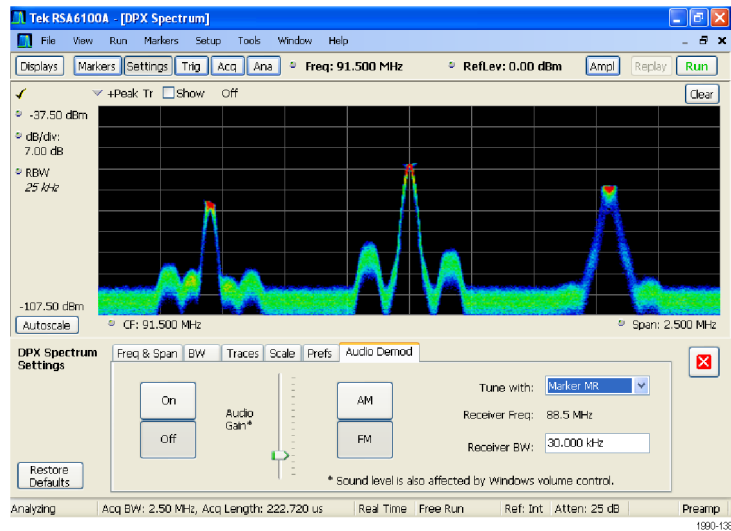 Tek RSA6100A - [DPX Spectrum]
File View Run Markers Setup Tools Window Help
Displays Markers Settings Trig Acq Ana Freq: 91.500 MHz RefLev: 0.00 dBm Ampl Replay Run
+Peak Tr Show Off Clear
-37.50 dBm
dB/div:
7.00 dB
RBW
25 kHz
-107.50 dBm
Autoscale CF: 91.500 MHz Span: 2.500 MHz
DPX Spectrum
Settings
Freq & Span BW Traces Scale Prefs Audio Demod
On
Off
Audio
Gain*
AM
FM
Tune with: Marker MR
Receiver Freq: 88.5 MHz
Receiver BW: 30.000 kHz
* Sound level is also affected by Windows volume control.
Restore
Defaults
Analyzing Acq BW: 2.50 MHz, Acq Length: 222.720 us Real Time Free Run Ref: Int Atten: 25 dB Preamp
1990-138